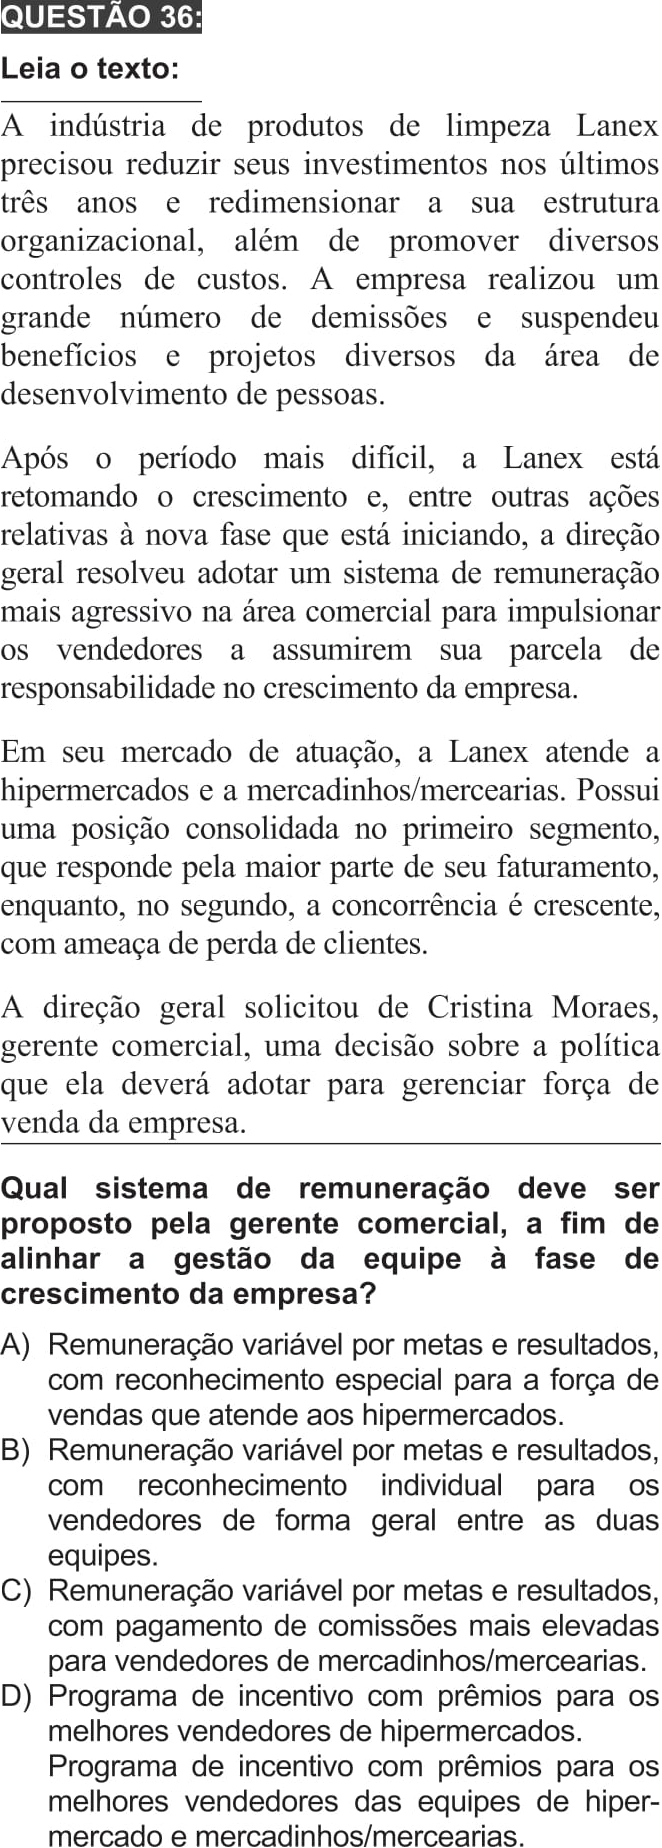 QUESTÃO 36:
Leia o texto:
A indústria de produtos de limpeza Lanex
precisou reduzir seus investimentos nos últimos
três anos e redimensionar a sua estrutura
organizacional, além de promover diversos
controles de custos. A empresa realizou um
grande número de demissões e suspendeu
benefícios e projetos diversos da área de
desenvolvimento de pessoas.
Após o período mais difícil, a Lanex está
retomando o crescimento e, entre outras ações
relativas à nova fase que está iniciando, a direção
geral resolveu adotar um sistema de remuneração
mais agressivo na área comercial para impulsionar
os vendedores a assumirem sua parcela de
responsabilidade no crescimento da empresa.
Em seu mercado de atuação, a Lanex atende a
hipermercados e a mercadinhos/mercearias. Possui
uma posição consolidada no primeiro segmento,
que responde pela maior parte de seu faturamento,
enquanto, no segundo, a concorrência é crescente,
com ameaça de perda de clientes.
A direção geral solicitou de Cristina Moraes,
gerente comercial, uma decisão sobre a política
que ela deverá adotar para gerenciar força de
venda da empresa.
Qual sistema de remuneração deve ser
proposto pela gerente comercial, a fim de
alinhar a gestão da equipe à fase de
crescimento da empresa?
A) Remuneração variável por metas e resultados,
com reconhecimento especial para a força de
vendas que atende aos hipermercados.
B) Remuneração variável por metas e resultados,
com reconhecimento individual para os
vendedores de forma geral entre as duas
equipes.
C) Remuneração variável por metas e resultados,
com pagamento de comissões mais elevadas
para vendedores de mercadinhos/mercearias.
D) Programa de incentivo com prêmios para os
melhores vendedores de hipermercados.
Programa de incentivo com prêmios para os
melhores vendedores das equipes de hiper-
mercado e mercadinhos/mercearias.